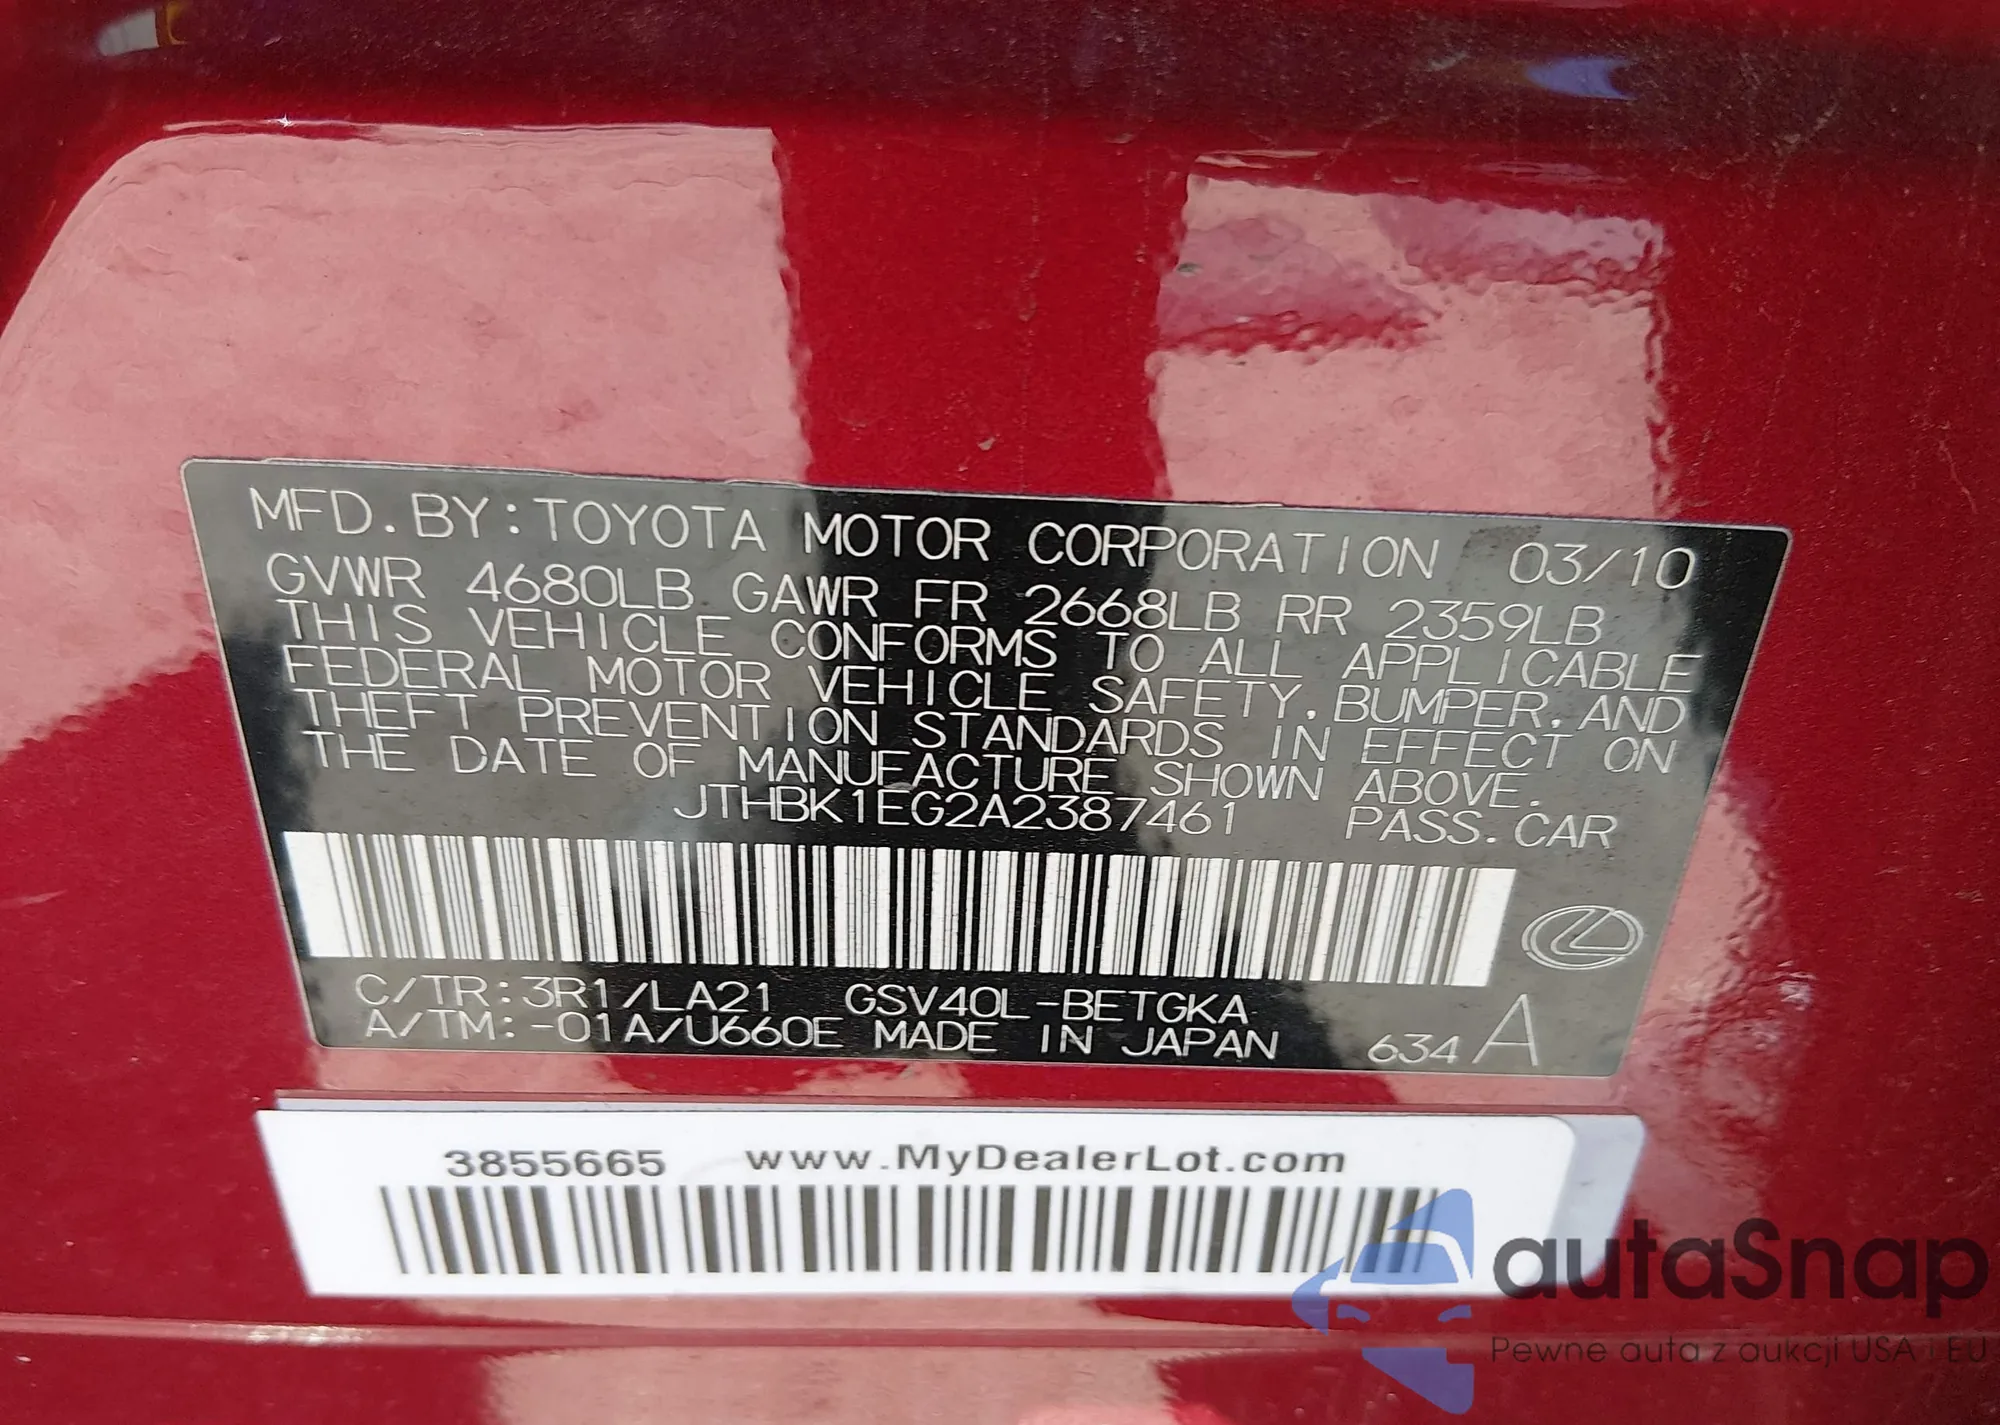 MFD. BY: TOYOTA MOTOR CORPORATION 03/10
GVWR 4680LB GAWR FR 2668LB RR 2359LB
THIS VEHICLE CONFORMS TO ALL APPLICABLE
FEDERAL MOTOR VEHICLE SAFETY, BUMPER, AND
THEFT PREVENTION STANDARDS IN EFFECT ON
THE DATE OF MANUFACTURE SHOWN ABOVE.
JTHBK1EG2A2387461 PASS. CAR
C/TR: 3R1/LA21 GSV40L-BETGKA
A/TM: -01A/U660E MADE IN JAPAN 634 A
3855665 www.MyDealerLot.com
autaSnap
Pewne auta z aukcji USA i EU